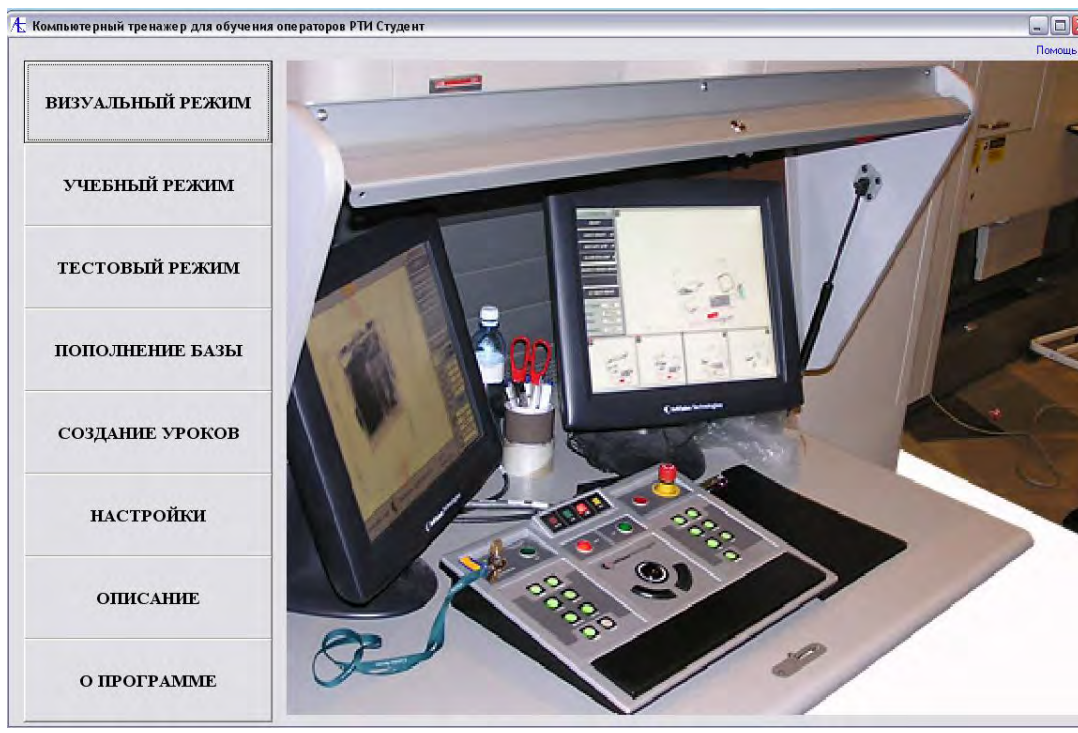 Компьютерный тренажер для обучения операторов РТИ Студент
Помощь
ВИЗУАЛЬНЫЙ РЕЖИМ
УЧЕБНЫЙ РЕЖИМ
ТЕСТОВЫЙ РЕЖИМ
ПОПОЛНЕНИЕ БАЗЫ
СОЗДАНИЕ УРОКОВ
НАСТРОЙКИ
ОПИСАНИЕ
О ПРОГРАММЕ